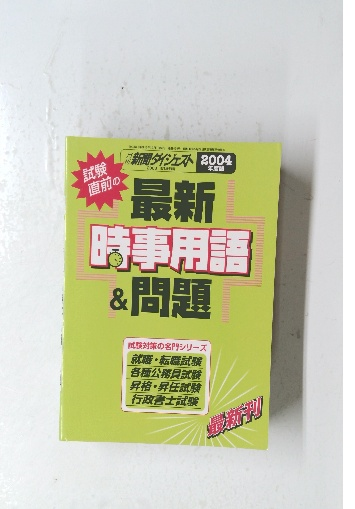 新聞ダイジェスト
2004
年度版
試験
直前の
最新
時事用語
&問題
試験対策の名門シリーズ
就職・転職試験
各種公務員試験
昇格・昇任試験
行政書士試験
最新刊